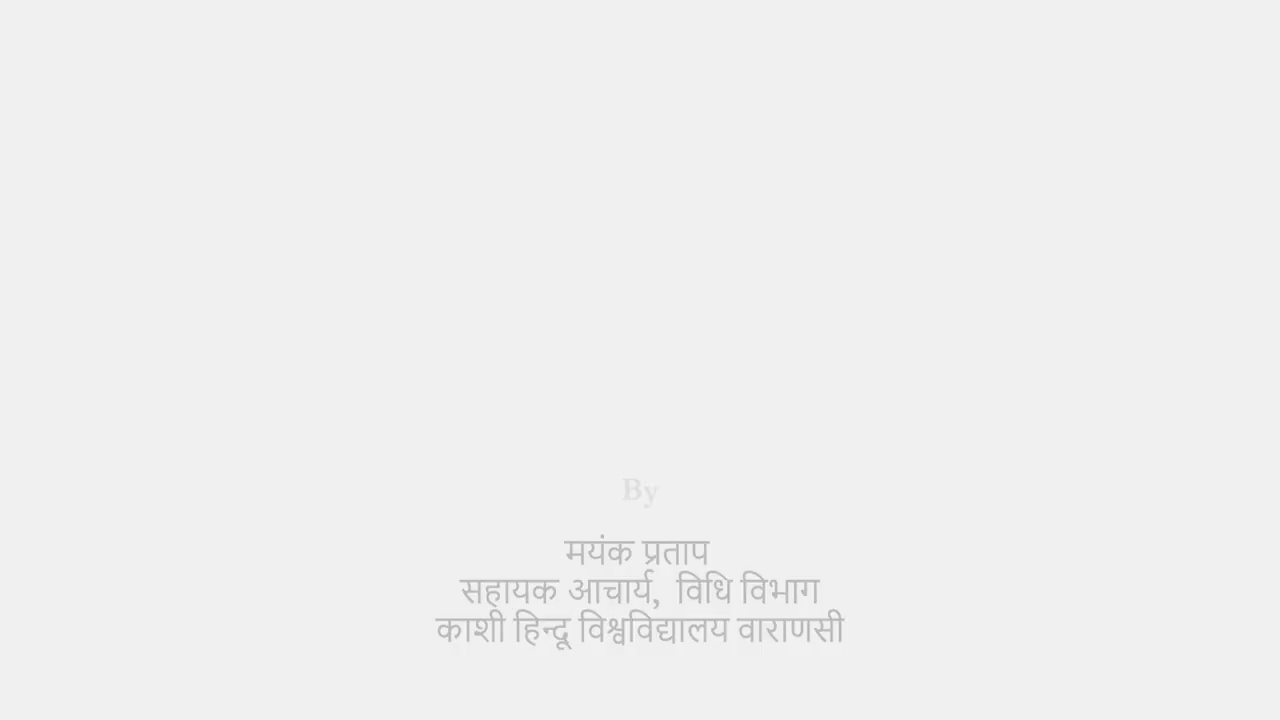 By
मयंक प्रताप
सहायक आचार्य, विधि विभाग
काशी हिन्दू विश्वविद्यालय वाराणसी